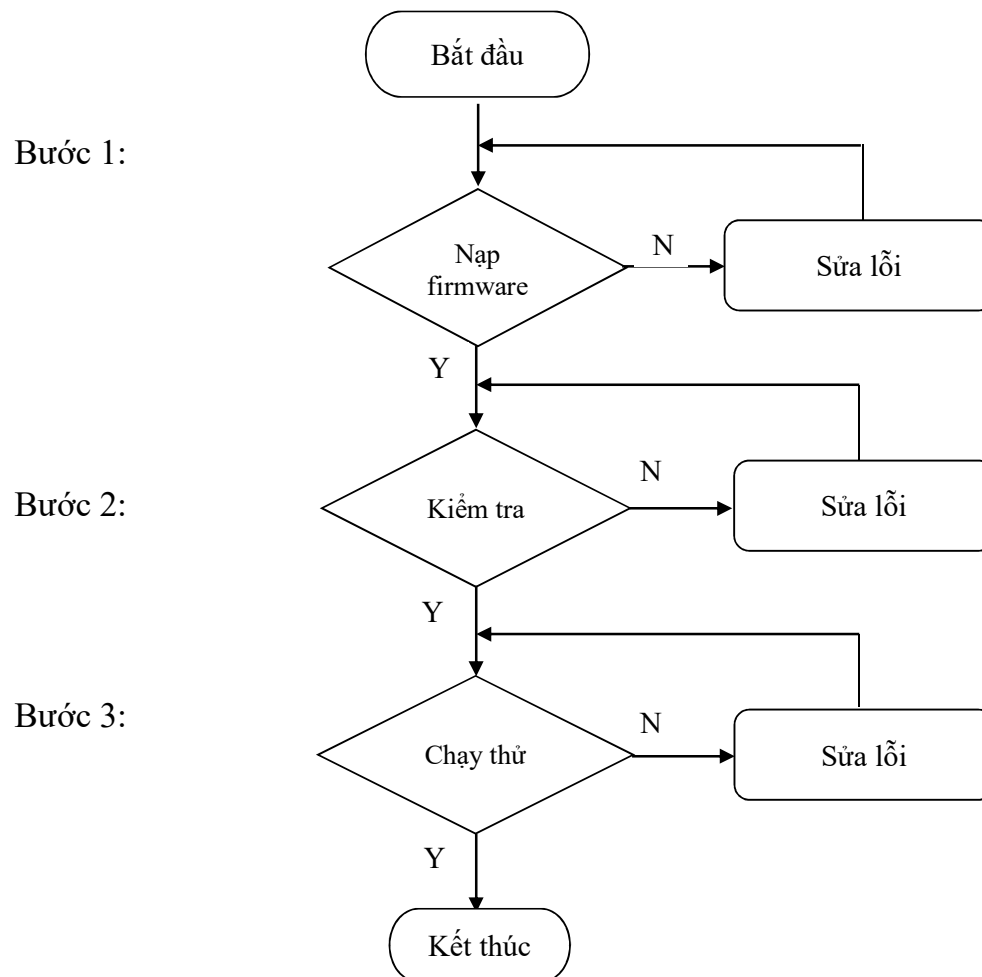 Bắt đầu
Bước 1:
Nạp
firmware
N
Sửa lỗi
Y
Bước 2:
Kiểm tra
N
Sửa lỗi
Y
Bước 3:
Chạy thử
N
Sửa lỗi
Y
Kết thúc